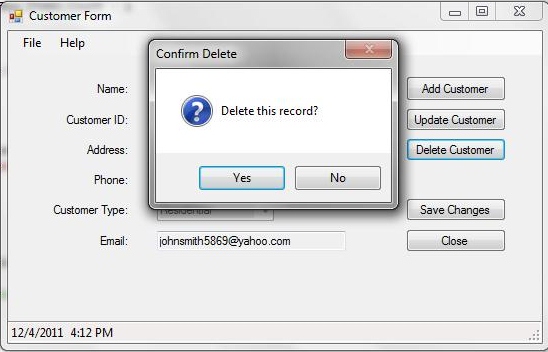 Customer Form
File Help
Confirm Delete
Delete this record?
Yes No
Name:
Add Customer
Customer ID:
Update Customer
Address:
Delete Customer
Phone:
Customer Type: Residential
Save Changes
Email: johnsmith5869@yahoo.com
Close
12/4/2011 4:12 PM